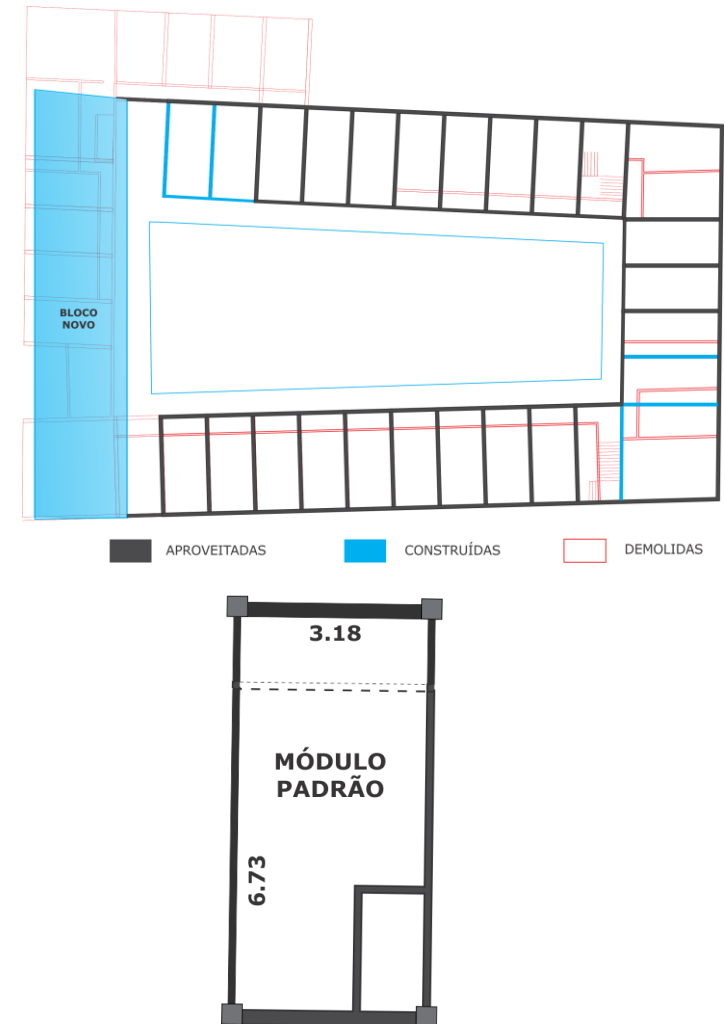 BLOCO
NOVO
APROVEITADAS
CONSTRUÍDAS
DEMOLIDAS
3.18
MÓDULO
PADRÃO
6.73